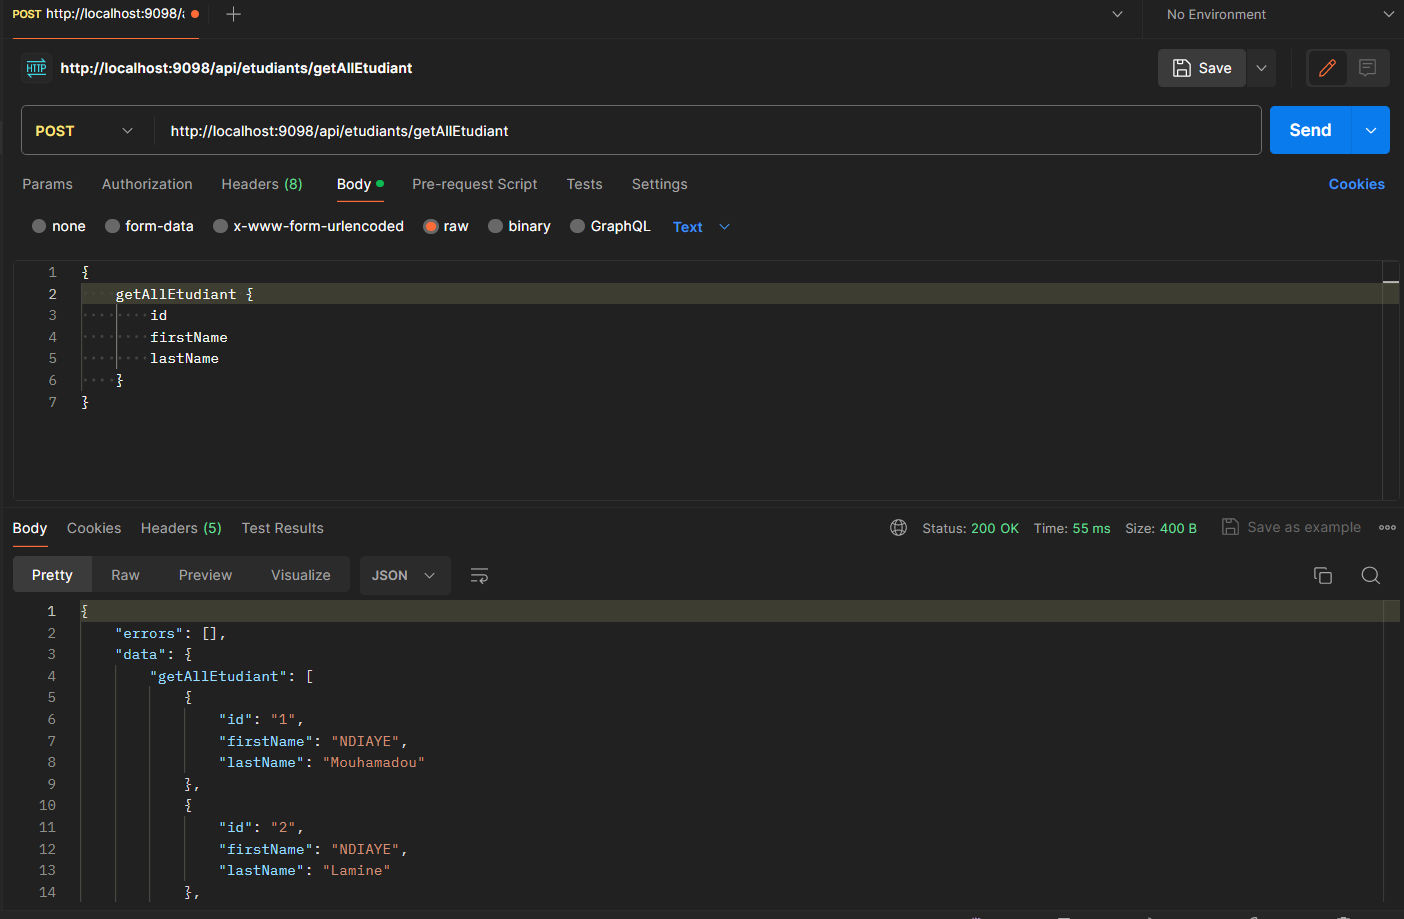 POST http://localhost:9098/a
No Environment
HTTP http://localhost:9098/api/etudiants/getAllEtudiant
Save
POST http://localhost:9098/api/etudiants/getAllEtudiant
Send
Params Authorization Headers (8) Body Pre-request Script Tests Settings Cookies
none form-data x-www-form-urlencoded raw binary GraphQL Text
1 {
2 getAllEtudiant {
3 id
4 firstName
5 lastName
6 }
7 }
Body Cookies Headers (5) Test Results Status: 200 OK Time: 55 ms Size: 400 B Save as example
Pretty Raw Preview Visualize JSON
1 {
2 "errors": [],
3 "data": {
4 "getAllEtudiant": [
5 {
6 "id": "1",
7 "firstName": "NDIAYE",
8 "lastName": "Mouhamadou"
9 },
10 {
11 "id": "2",
12 "firstName": "NDIAYE",
13 "lastName": "Lamine"
14 },